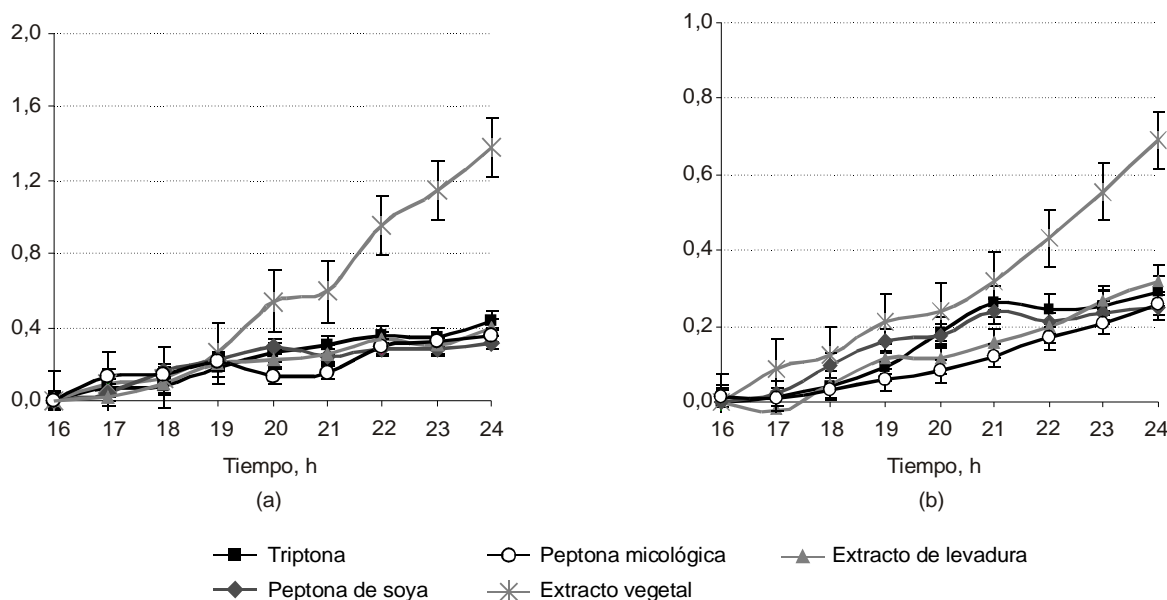 2,0
1,6
1,2
0,8
0,4
0,0
16 17 18 19 20 21 22 23 24
Tiempo, h
(a)
1,0
0,8
0,6
0,4
0,2
0,0
16 17 18 19 20 21 22 23 24
Tiempo, h
(b)
Triptona
Peptona micológica
Extracto de levadura
Peptona de soya
Extracto vegetal